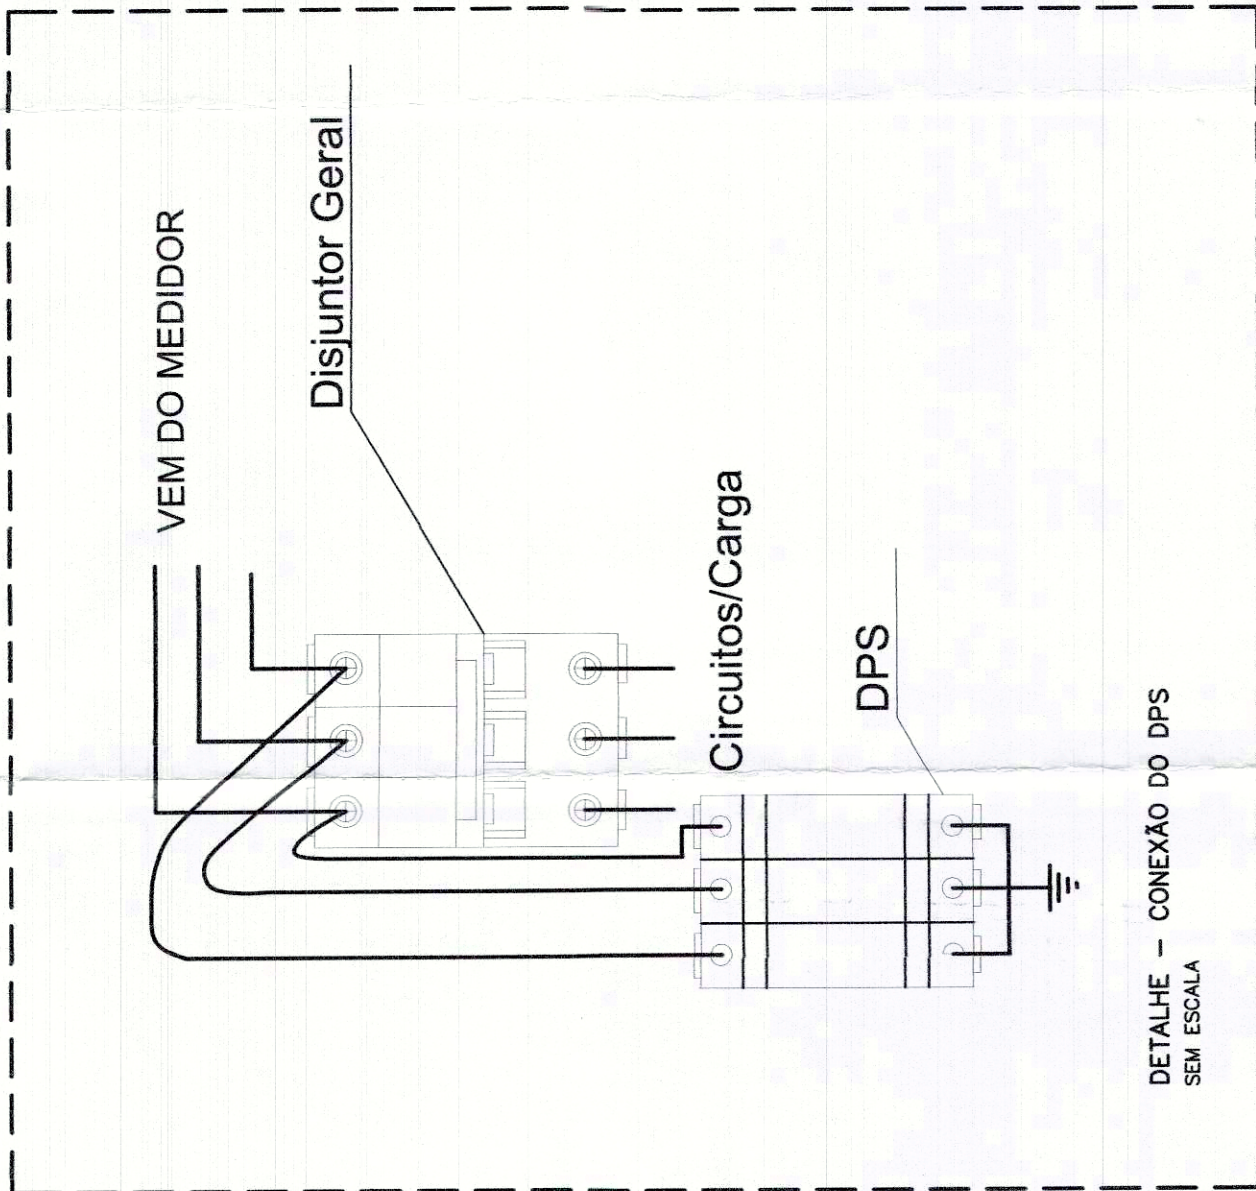 VEM DO MEDIDOR
Disjuntor Geral
Circuitos/Carga
DPS
DETALHE - CONEXÃO DO DPS
SEM ESCALA